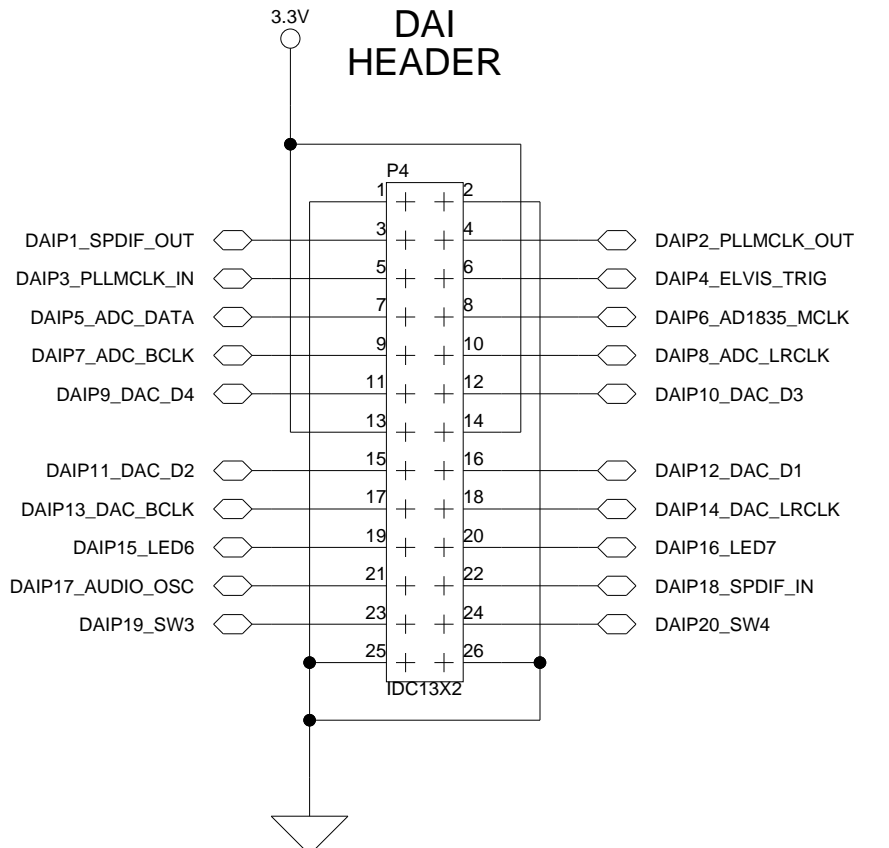 3.3V
DAI
HEADER
P4
1 2
DAIP1_SPDIF_OUT 3 4 DAIP2_PLLMCLK_OUT
DAIP3_PLLMCLK_IN 5 6 DAIP4_ELVIS_TRIG
DAIP5_ADC_DATA 7 8 DAIP6_AD1835_MCLK
DAIP7_ADC_BCLK 9 10 DAIP8_ADC_LRCLK
DAIP9_DAC_D4 11 12 DAIP10_DAC_D3
13 14
DAIP11_DAC_D2 15 16 DAIP12_DAC_D1
DAIP13_DAC_BCLK 17 18 DAIP14_DAC_LRCLK
DAIP15_LED6 19 20 DAIP16_LED7
DAIP17_AUDIO_OSC 21 22 DAIP18_SPDIF_IN
DAIP19_SW3 23 24 DAIP20_SW4
25 26
IDC13X2